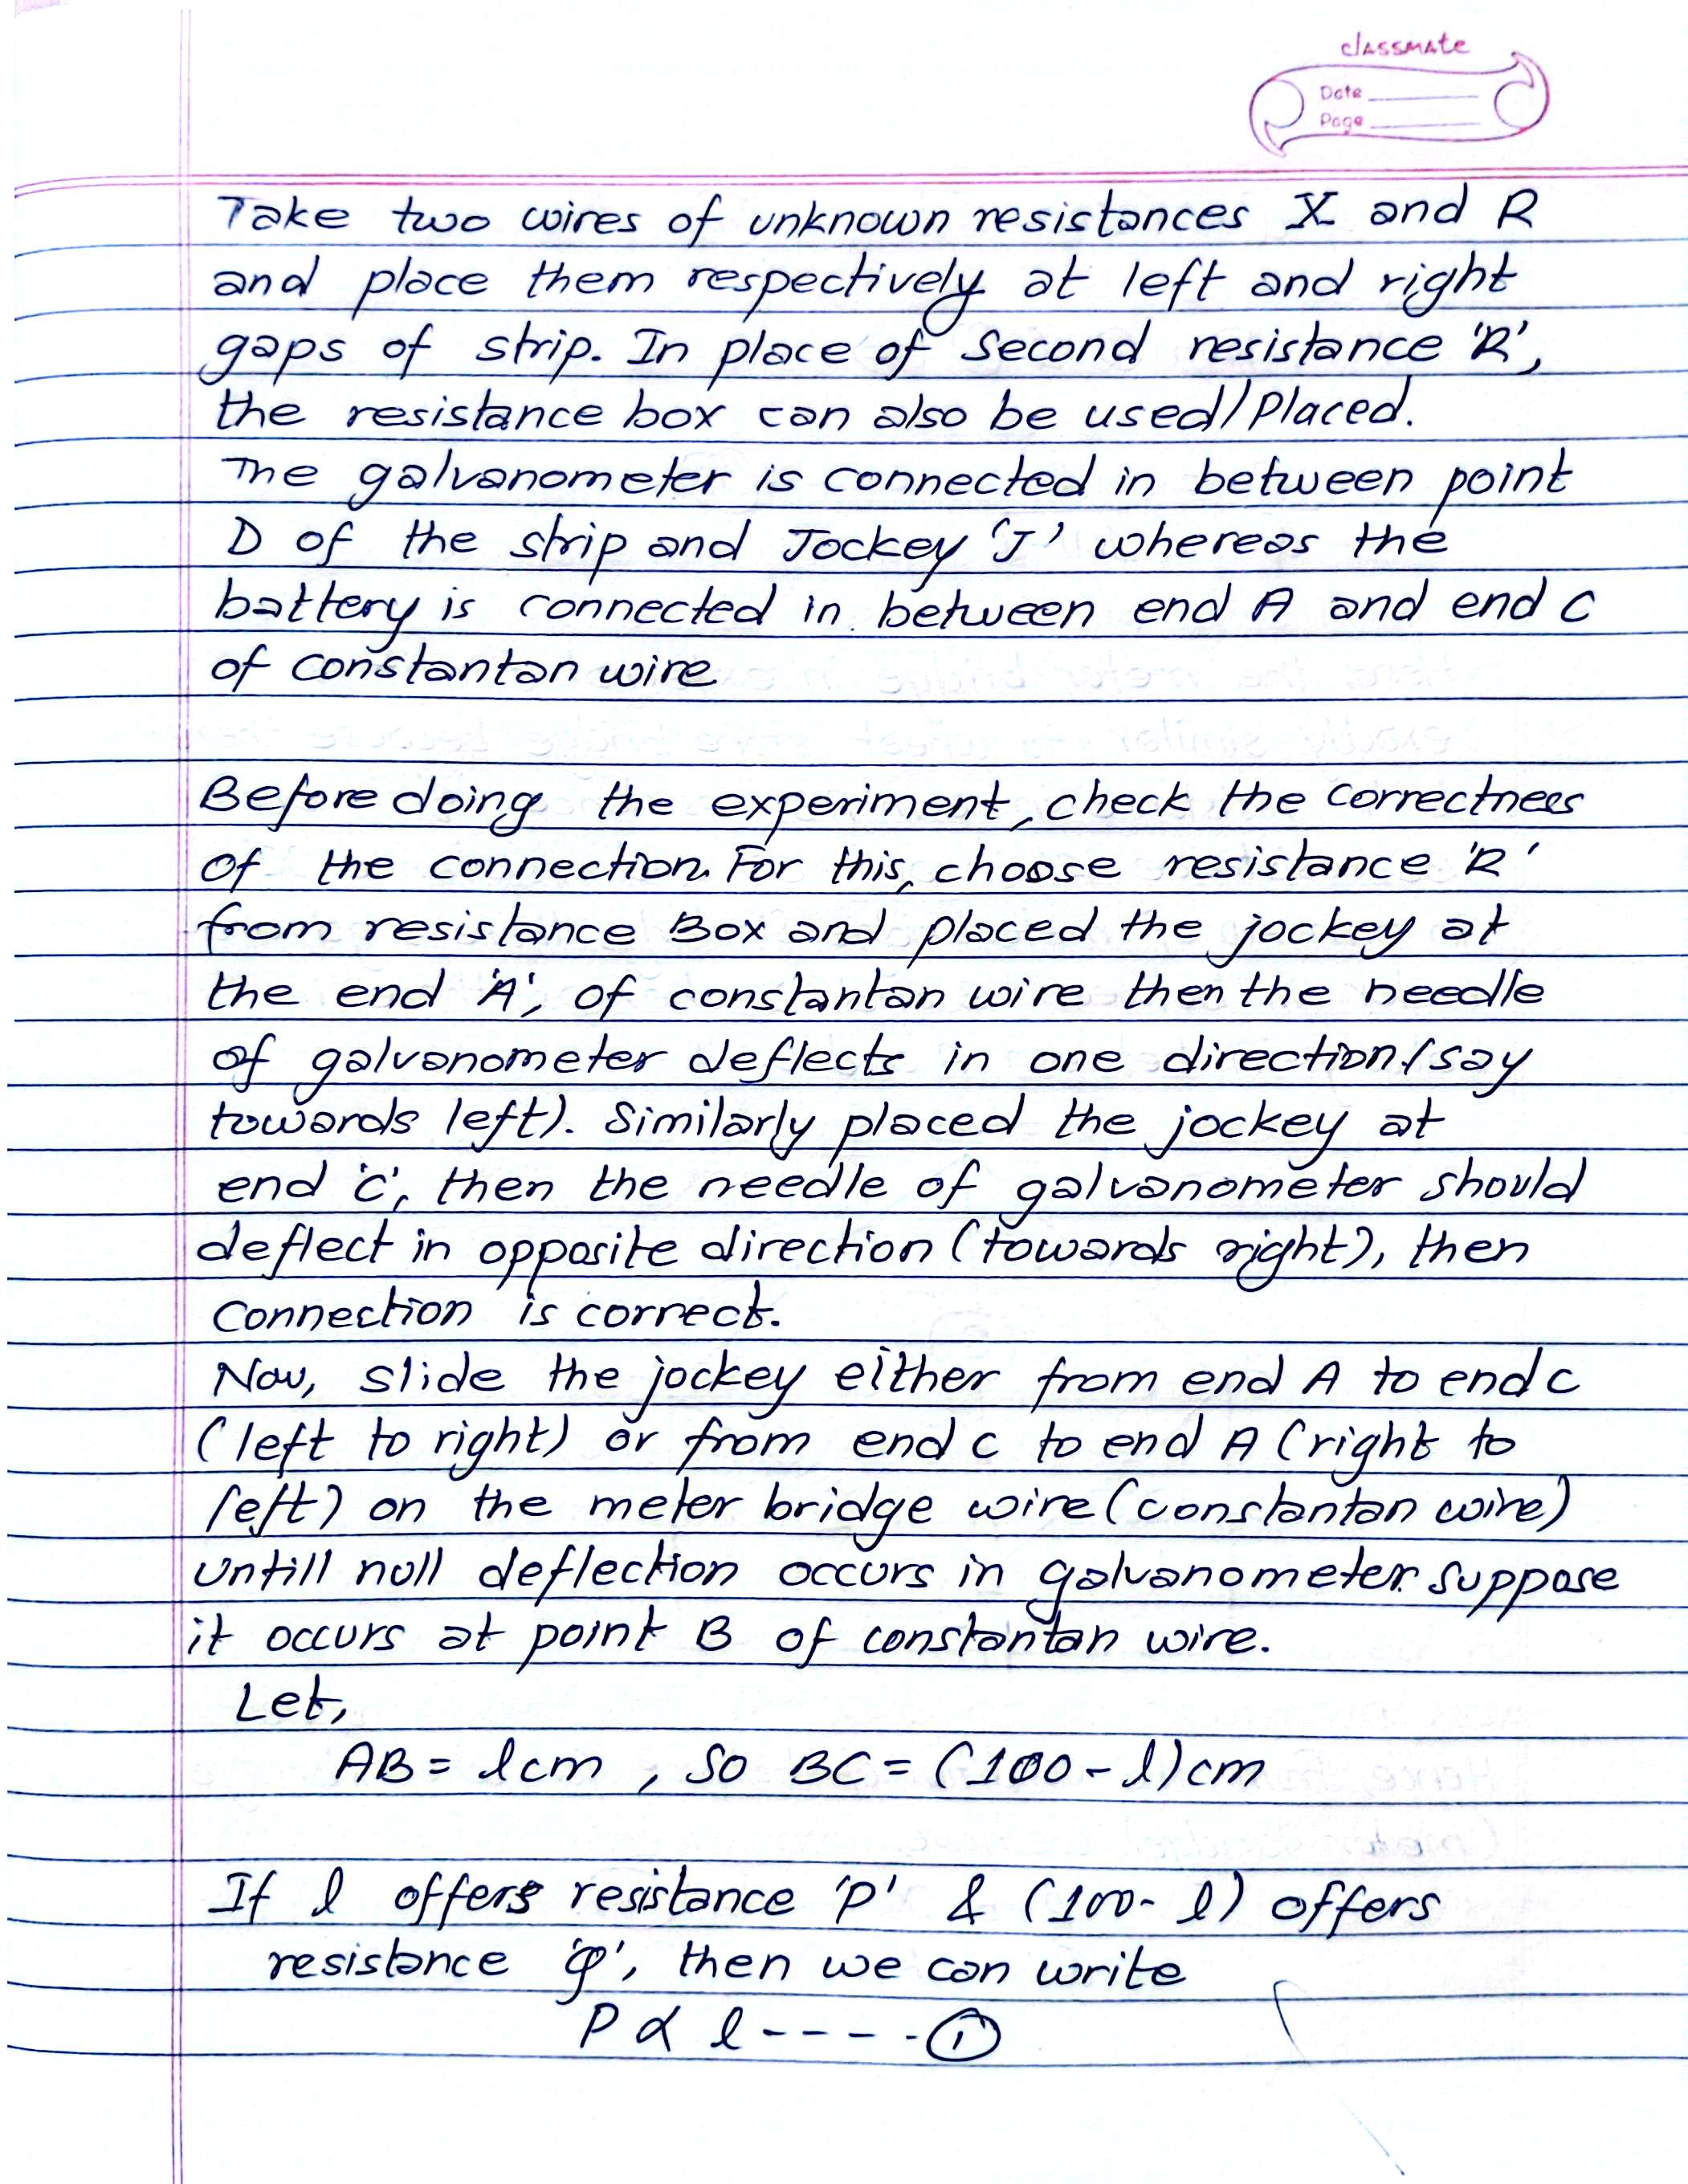 classmate
Date
Page
Take two wires of unknown resistances X and R
and place them respectively at left and right
gaps of strip. In place of Second resistance 'R',
the resistance box can also be used/Placed.
The galvanometer is connected in between point
D of the strip and Jockey 'J' whereas the
battery is connected in between end A and end C
of constantan wire
Before doing the experiment, check the correctness
of the connection. For this, choose resistance 'R'
from resistance Box and placed the jockey at
the end 'A', of constantan wire then the needle
of galvanometer deflects in one direction (say
towards left). Similarly placed the jockey at
end 'C', then the needle of galvanometer should
deflect in opposite direction (towards right), then
Connection is correct.
Now, slide the jockey either from end A to end C
(left to right) or from end C to end A (right to
left) on the meter bridge wire (constantan wire)
untill null deflection occurs in galvanometer. suppose
it occurs at point B of constantan wire.
Let,
AB = l cm , So BC = (100 - l) cm
If l offers resistance 'P' & (100 - l) offers
resistance 'Q', then we can write
P ∝ l - - - - - ①